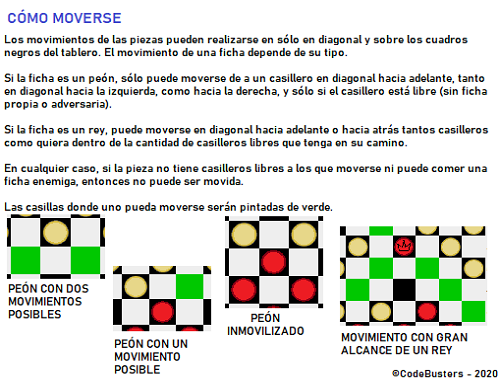 CÓMO MOVERSE
Los movimientos de las piezas pueden realizarse en sólo en diagonal y sobre los cuadros
negros del tablero. El movimiento de una ficha depende de su tipo.
Si la ficha es un peón, sólo puede moverse de a un casillero en diagonal hacia adelante, tanto
en diagonal hacia la izquierda, como hacia la derecha, y sólo si el casillero está libre (sin ficha
propia o adversaria).
Si la ficha es un rey, puede moverse en diagonal hacia adelante o hacia atrás tantos casilleros
como quiera dentro de la cantidad de casilleros libres que tenga en su camino.
En cualquier caso, si la pieza no tiene casilleros libres a los que moverse ni puede comer una
ficha enemiga, entonces no puede ser movida.
Las casillas donde uno pueda moverse serán pintadas de verde.
PEÓN CON DOS
MOVIMIENTOS
POSIBLES
PEÓN CON UN
MOVIMIENTO
POSIBLE
PEÓN
INMOVILIZADO
MOVIMIENTO CON GRAN
ALCANCE DE UN REY
©CodeBusters - 2020